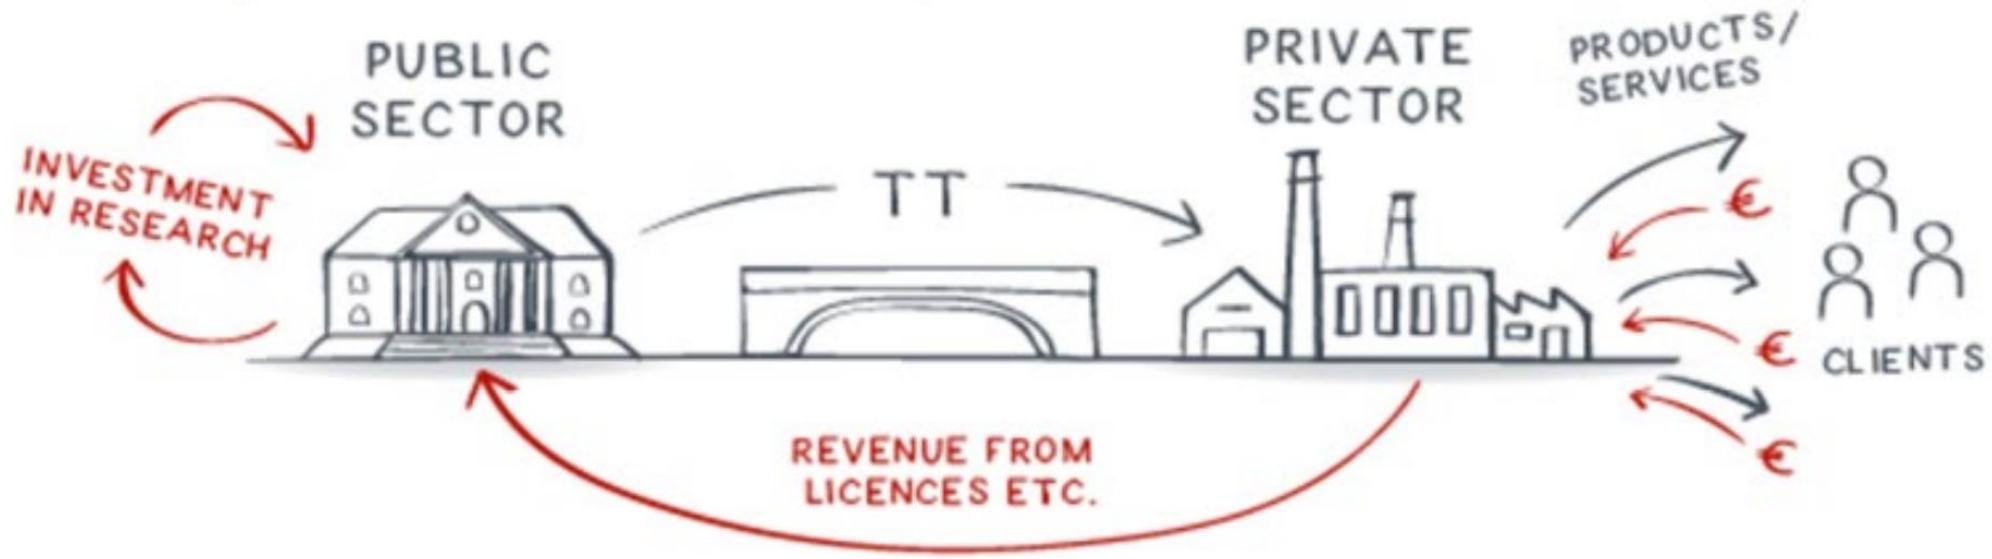 PUBLIC
SECTOR
PRIVATE
SECTOR
PRODUCTS/
SERVICES
INVESTMENT
IN RESEARCH
TT
€
€
CLIENTS
€
REVENUE FROM
LICENCES ETC.